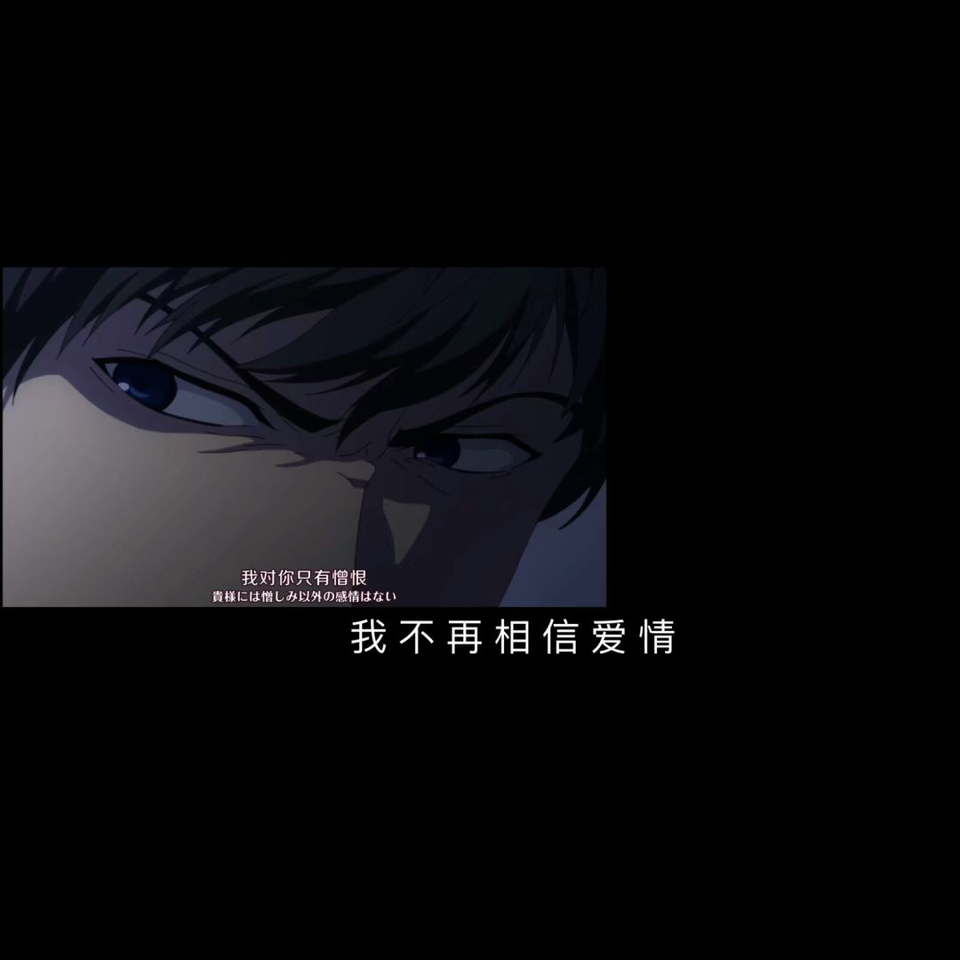 我对你只有憎恨
貴様には憎しみ以外の感情はない
我不再相信爱情